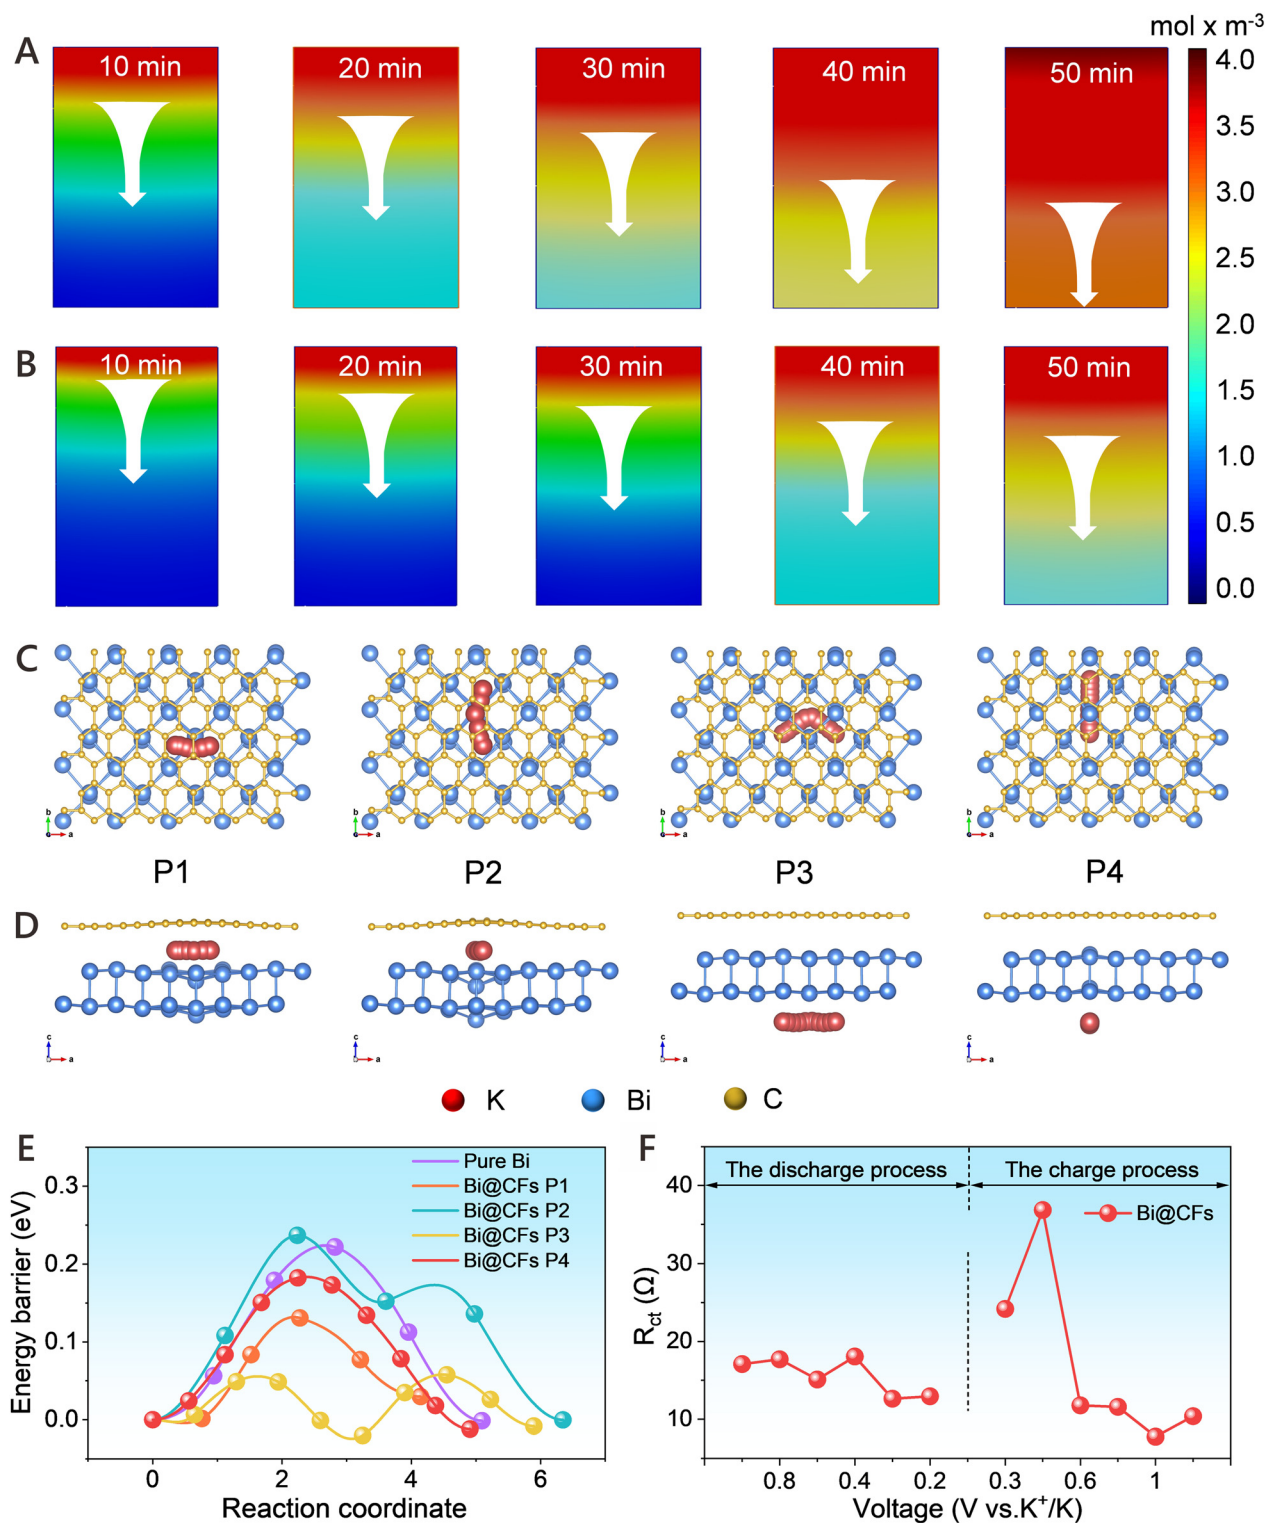 mol x m⁻³
A
10 min
20 min
30 min
40 min
50 min
4.0
3.5
3.0
2.5
2.0
1.5
1.0
0.5
0.0
B
10 min
20 min
30 min
40 min
50 min
C
b
a
b
a
b
a
b
a
P1
P2
P3
P4
D
c
a
c
a
c
a
c
a
K
Bi
C
E
Pure Bi
Bi@CFs P1
Bi@CFs P2
Bi@CFs P3
Bi@CFs P4
0.3
0.2
0.1
0.0
Energy barrier (eV)
0
2
4
6
Reaction coordinate
F
The discharge process
The charge process
Bi@CFs
40
30
20
10
Rct (Ω)
0.8
0.4
0.2
0.3
0.6
1
Voltage (V vs.K⁺/K)